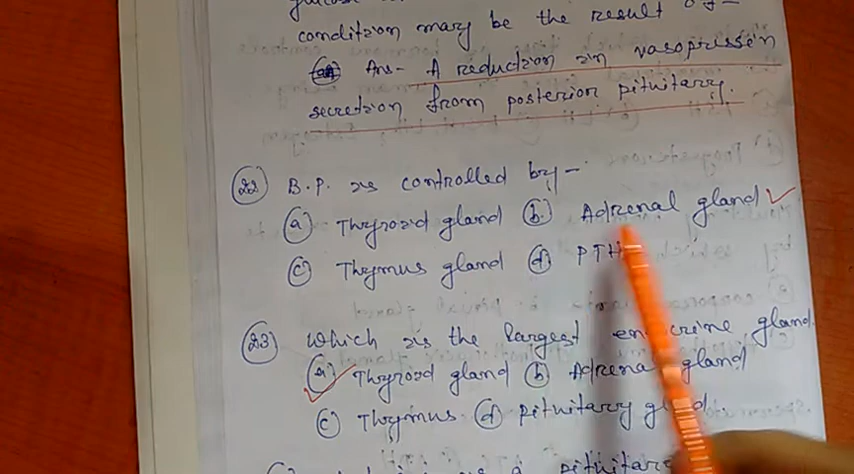 condition may be the result of -
Ans- A reduction in vasopressin
secretion from posterior pituitary.
(22) B.P. is controlled by -
(a) Thyroid gland (b) Adrenal gland ✓
(c) Thymus gland (d) PTH
(23) Which is the largest endocrine gland.
(a) Thyroid gland (b) Adrenal gland
(c) Thymus (d) Pituitary gland